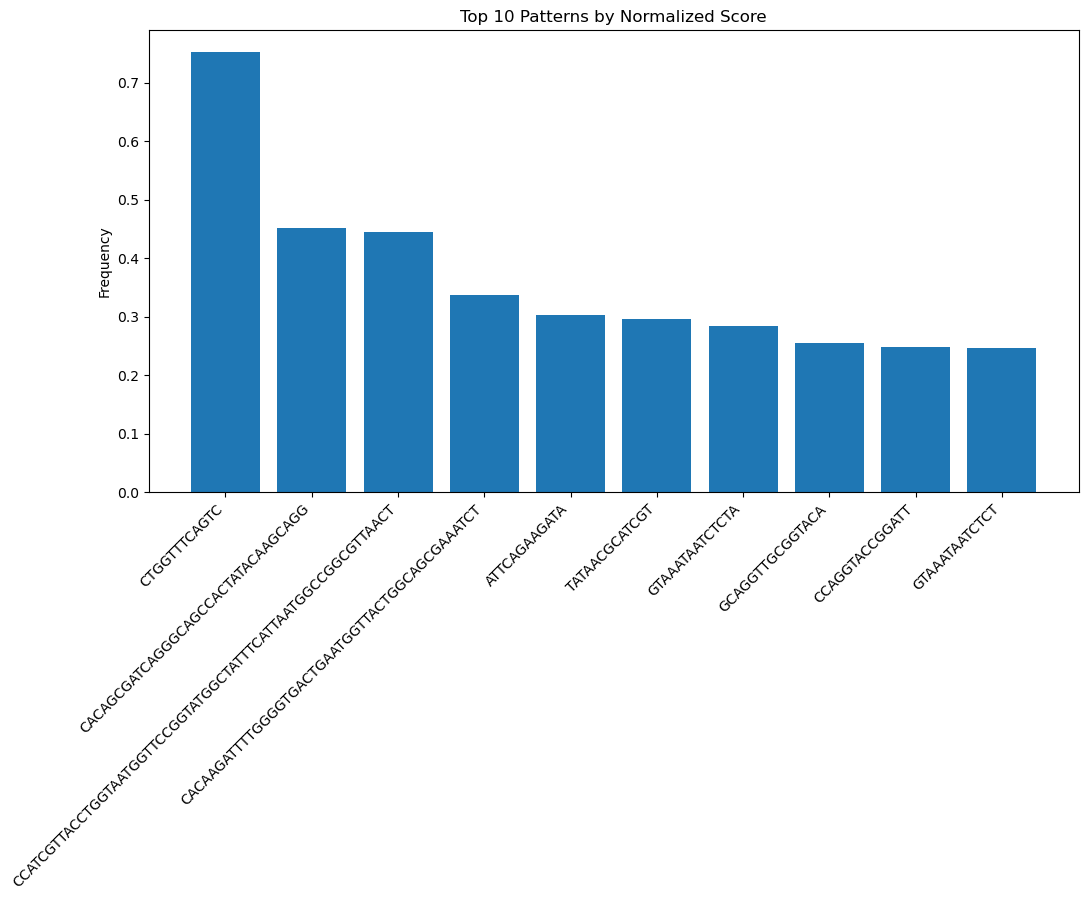 Top 10 Patterns by Normalized Score
Frequency
0.7
0.6
0.5
0.4
0.3
0.2
0.1
0.0
CTGGTTTCAGTC
CACAGCGATCAGGGCAGCCACTATACAAGCAGG
CCATCGTTACCTGGTAATGGTTCCGGTATGGCTATTTCATTAATGGCCGGCGTTAACT
CACAAGATTTTGGGGTGACTGAATGGTTACTGGCAGCGAAATCT
ATTCAGAAGATA
TATAACGCATCGT
GTAAATAATCTCTA
GCAGGTTGCGGTACA
CCAGGTACCGGATT
GTAAATAATCTCT